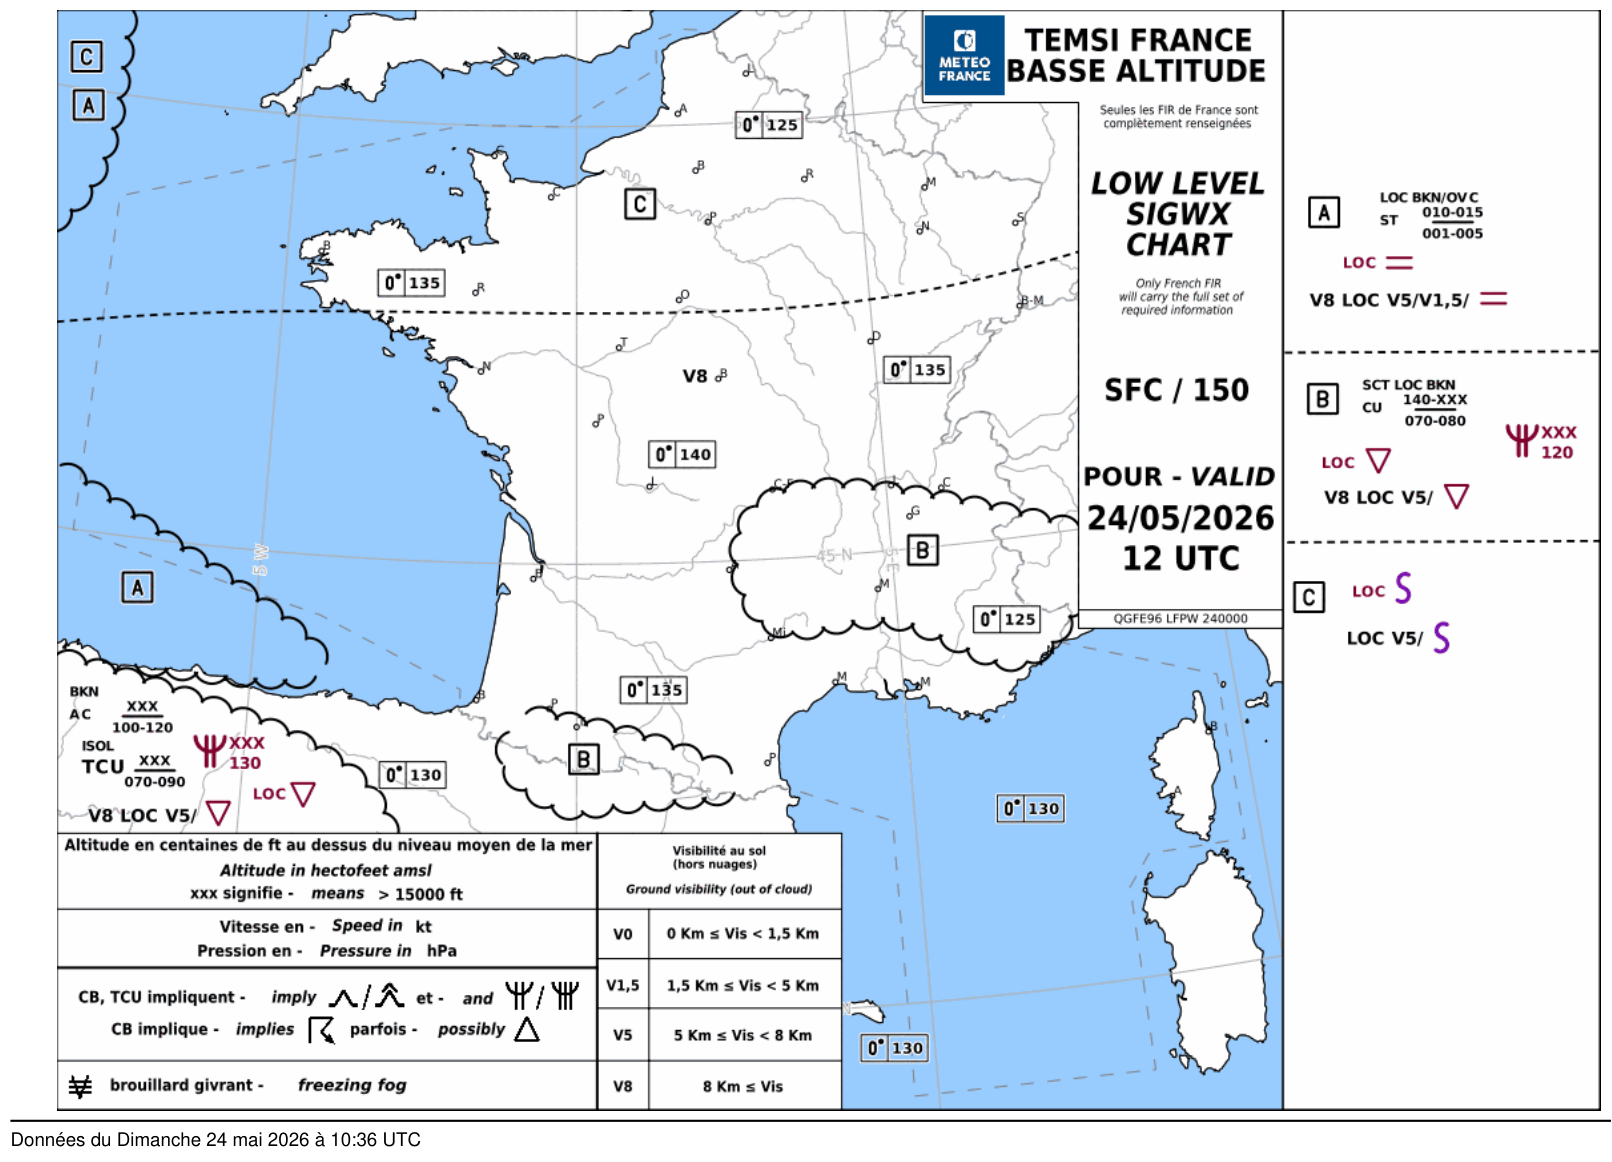 METEO
FRANCE
TEMSI FRANCE
BASSE ALTITUDE
Seules les FIR de France sont
complètement renseignées
LOW LEVEL
SIGWX
CHART
Only French FIR
will carry the full set of
required information
SFC / 150
POUR - VALID
24/05/2026
12 UTC
QGFE96 LFPW 240000
C
A
L
A
0° 125
C
B
R
M
C
C
P
N
S
B
0° 135
R
O
B-M
T
D
N
V8
B
0° 135
P
0° 140
L
C-F
L
C
G
5 W
45 N
5 E
B
A
B
M
0° 125
Mi
N
M
M
0° 135
B
P
B
P
0° 130
B
A
0° 130
0° 130
BKN
AC XXX
100-120
ISOL
TCU XXX
070-090
XXX
130
LOC
V8 LOC V5/
A
LOC BKN/OVC
ST 010-015
001-005
LOC
V8 LOC V5/V1,5/
B
SCT LOC BKN
CU 140-XXX
070-080
XXX
120
LOC
V8 LOC V5/
C
LOC
LOC V5/
Altitude en centaines de ft au dessus du niveau moyen de la mer
Altitude in hectofeet amsl
xxx signifie - means > 15000 ft
Vitesse en - Speed in kt
Pression en - Pressure in hPa
CB, TCU impliquent - imply / et - and /
CB implique - implies parfois - possibly
brouillard givrant - freezing fog
Visibilité au sol
(hors nuages)
Ground visibility (out of cloud)
V0 0 Km ≤ Vis < 1,5 Km
V1,5 1,5 Km ≤ Vis < 5 Km
V5 5 Km ≤ Vis < 8 Km
V8 8 Km ≤ Vis
Données du Dimanche 24 mai 2026 à 10:36 UTC